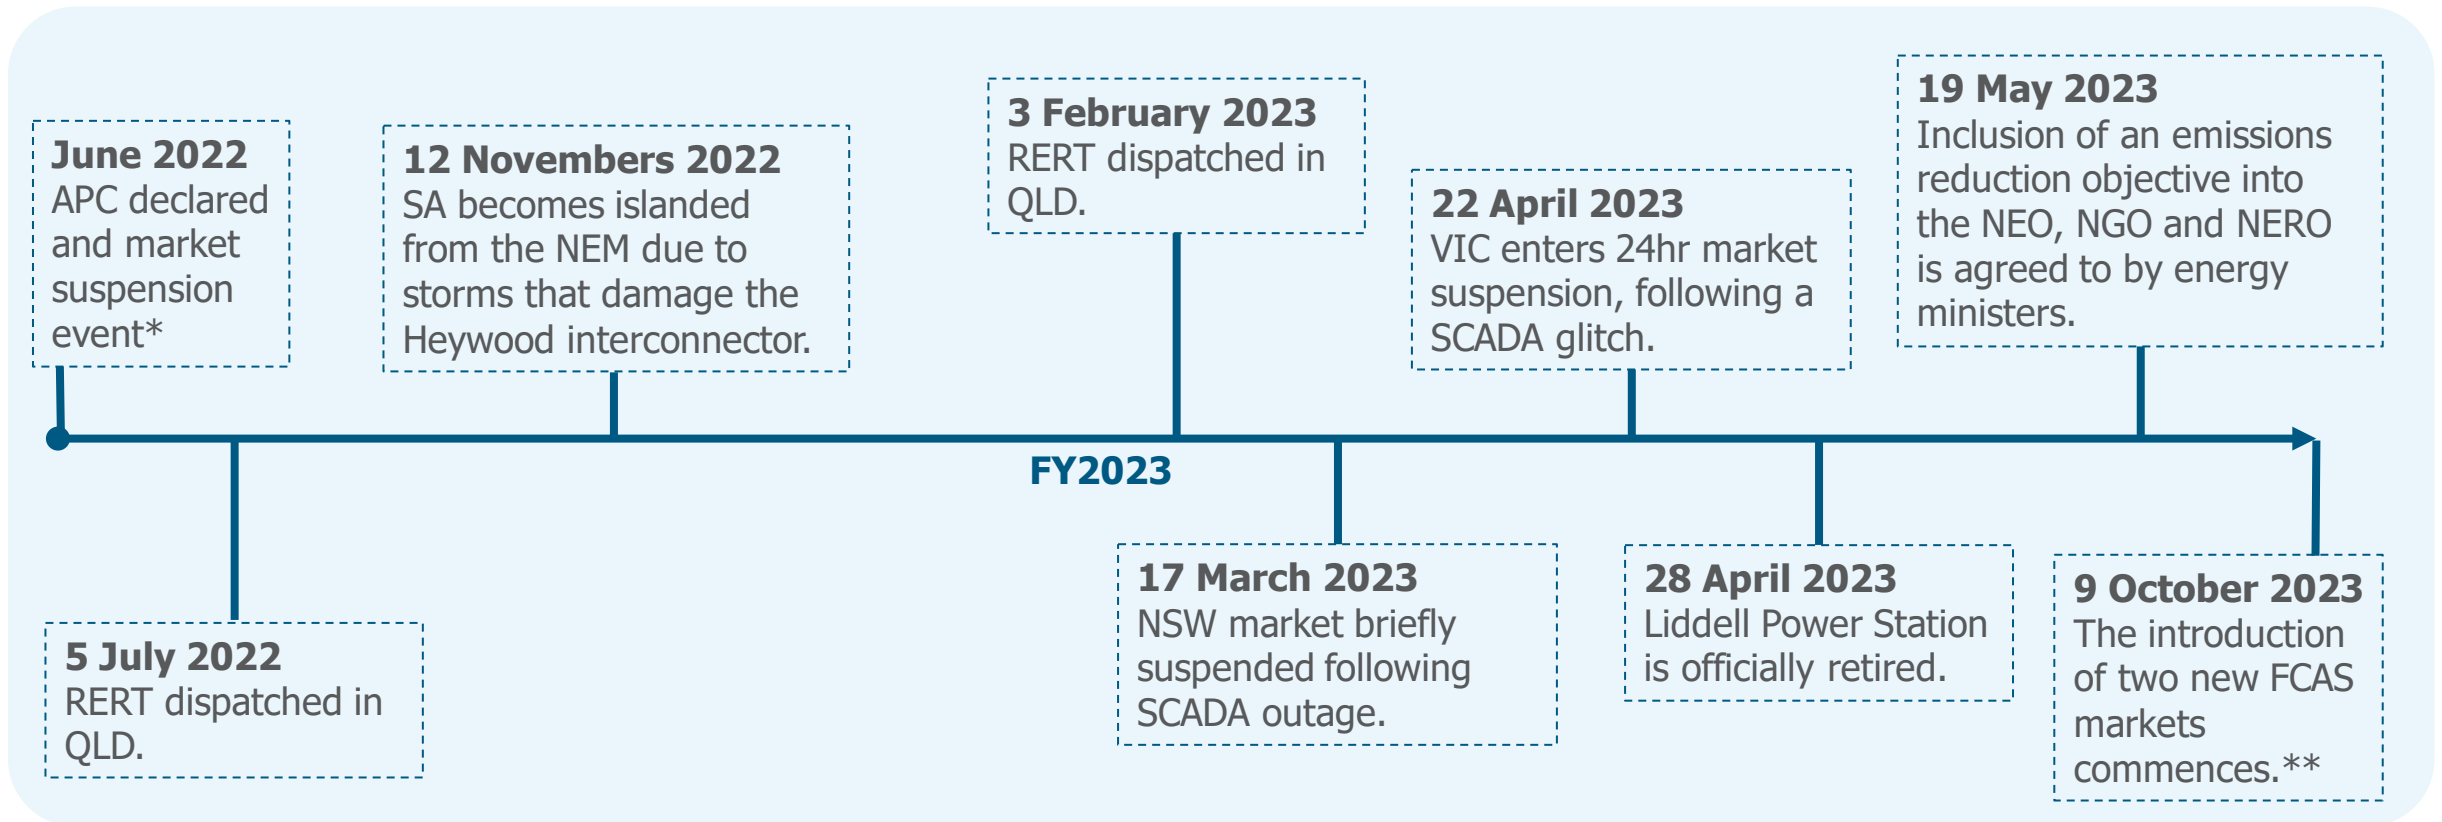 June 2022
APC declared
and market
suspension
event*
12 Novembers 2022
SA becomes islanded
from the NEM due to
storms that damage the
Heywood interconnector.
3 February 2023
RERT dispatched in
QLD.
22 April 2023
VIC enters 24hr market
suspension, following a
SCADA glitch.
19 May 2023
Inclusion of an emissions
reduction objective into
the NEO, NGO and NERO
is agreed to by energy
ministers.
FY2023
5 July 2022
RERT dispatched in
QLD.
17 March 2023
NSW market briefly
suspended following
SCADA outage.
28 April 2023
Liddell Power Station
is officially retired.
9 October 2023
The introduction
of two new FCAS
markets
commences.**